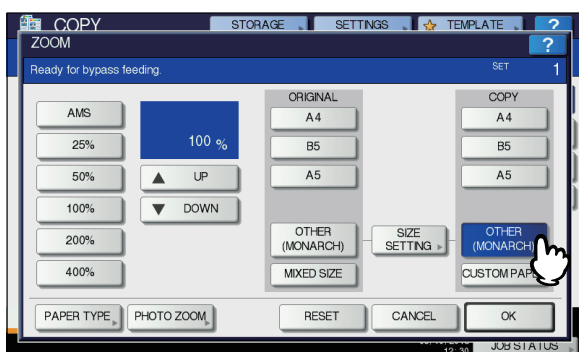 COPY
STORAGE
SETTINGS
TEMPLATE
?
ZOOM
?
Ready for bypass feeding.
SET 1
ORIGINAL
COPY
AMS
A4
A4
25%
100 %
B5
B5
50%
UP
A5
A5
100%
DOWN
200%
OTHER
(MONARCH)
SIZE
SETTING
OTHER
(MONARCH)
400%
MIXED SIZE
CUSTOM PAP
PAPER TYPE
PHOTO ZOOM
RESET
CANCEL
OK
12:30
JOB STATUS